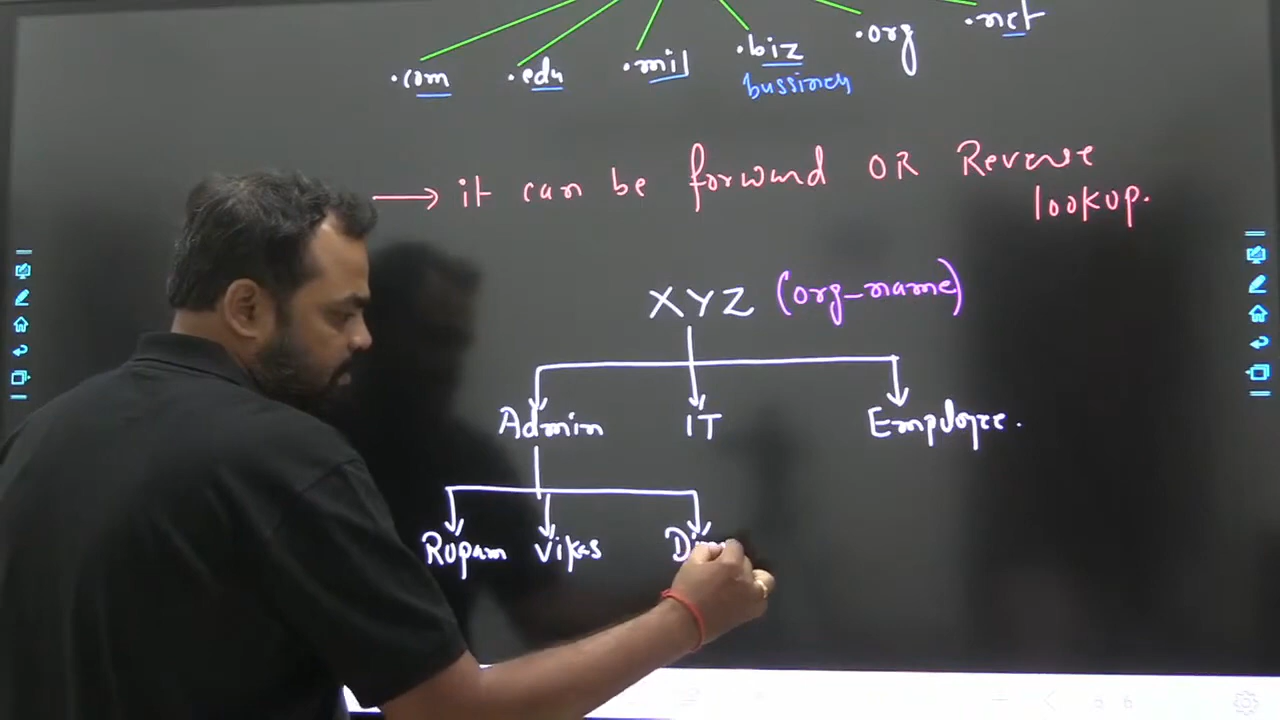 .com .edu .mil .biz .org .net
bussiness
→ it can be forward OR Reverse
lookup.
XYZ (org-name)
Admin IT Employee.
Rupam Vikas